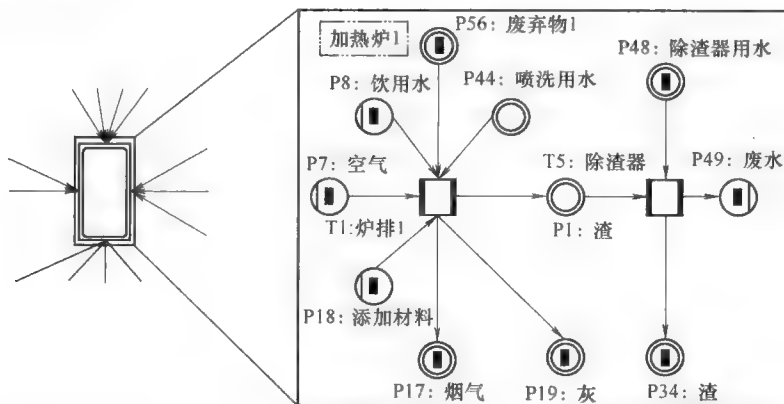 P56: 废弃物1
加热炉1
P48: 除渣器用水
P8: 饮用水
P44: 喷洗用水
P7: 空气
T5: 除渣器
P49: 废水
T1:炉排1
P1: 渣
P18: 添加材料
P17: 烟气
P19: 灰
P34: 渣